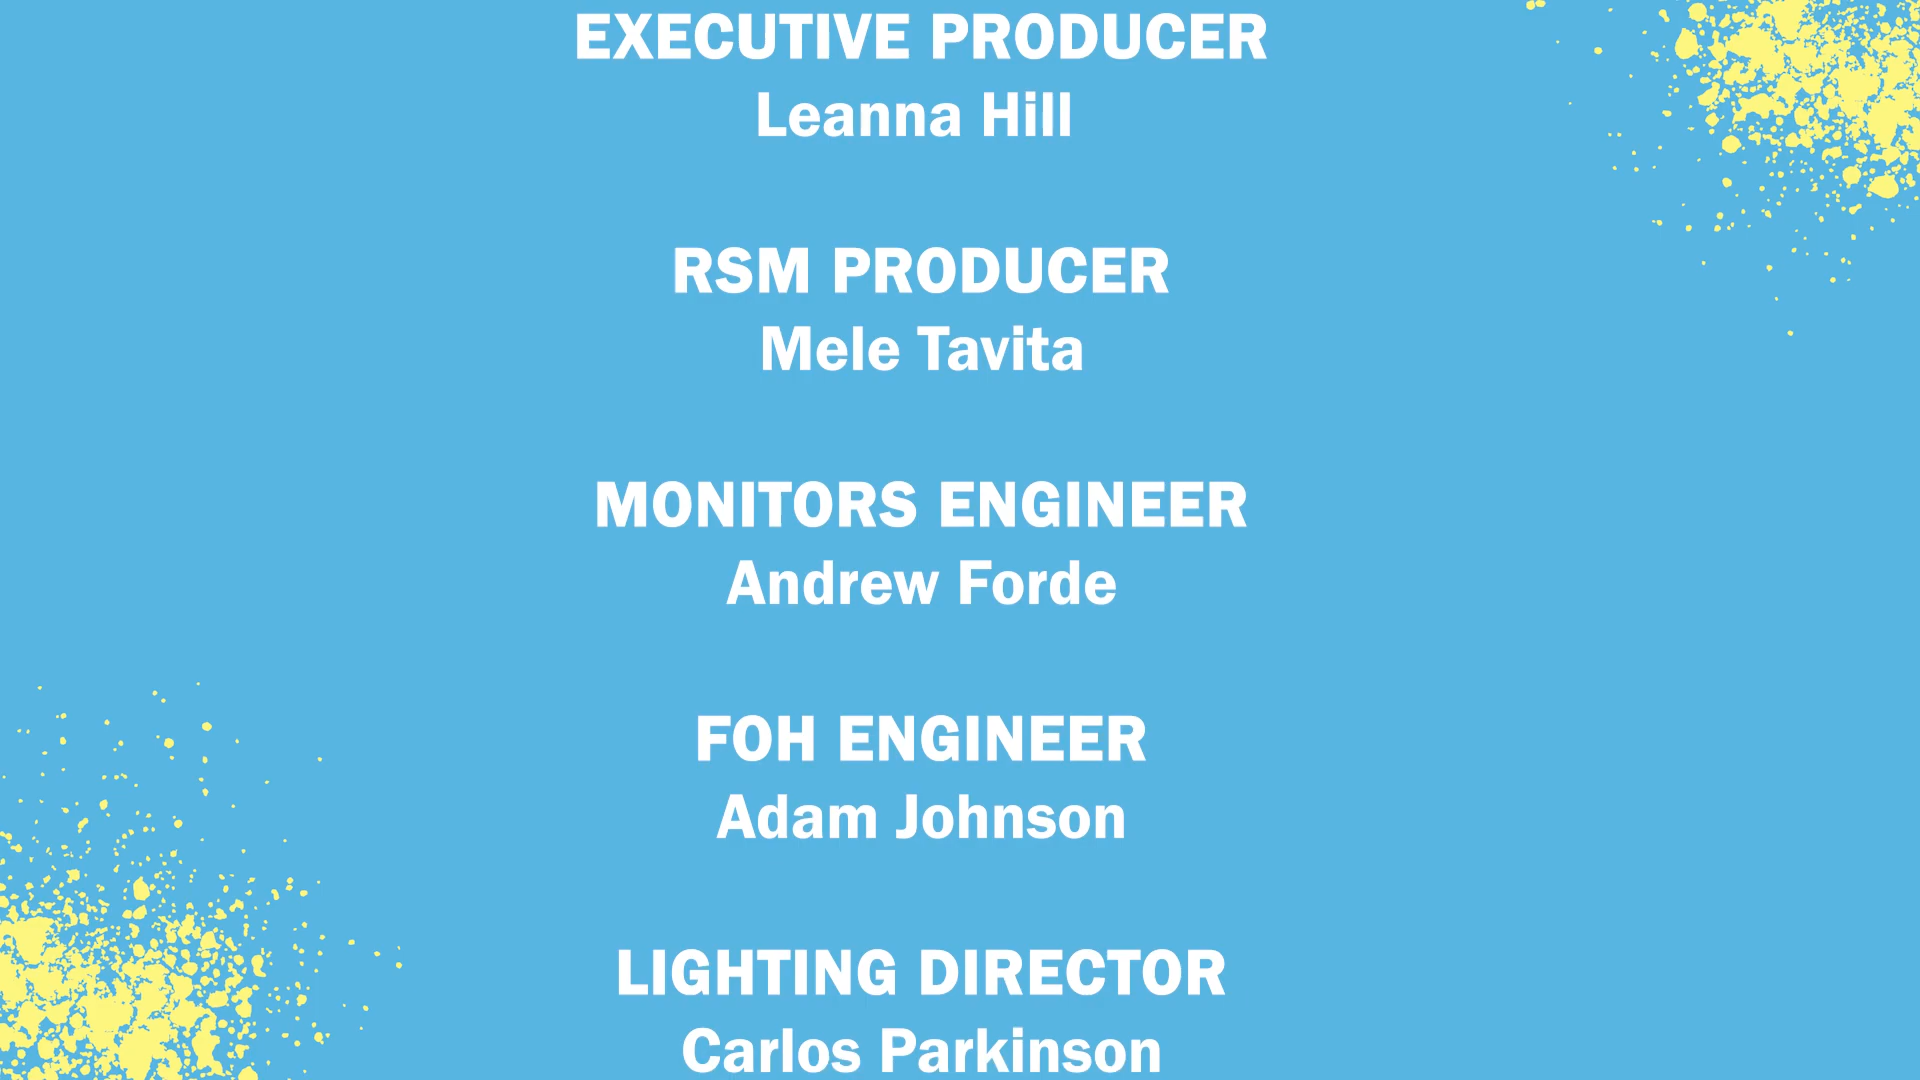 EXECUTIVE PRODUCER
Leanna Hill
RSM PRODUCER
Mele Tavita
MONITORS ENGINEER
Andrew Forde
FOH ENGINEER
Adam Johnson
LIGHTING DIRECTOR
Carlos Parkinson